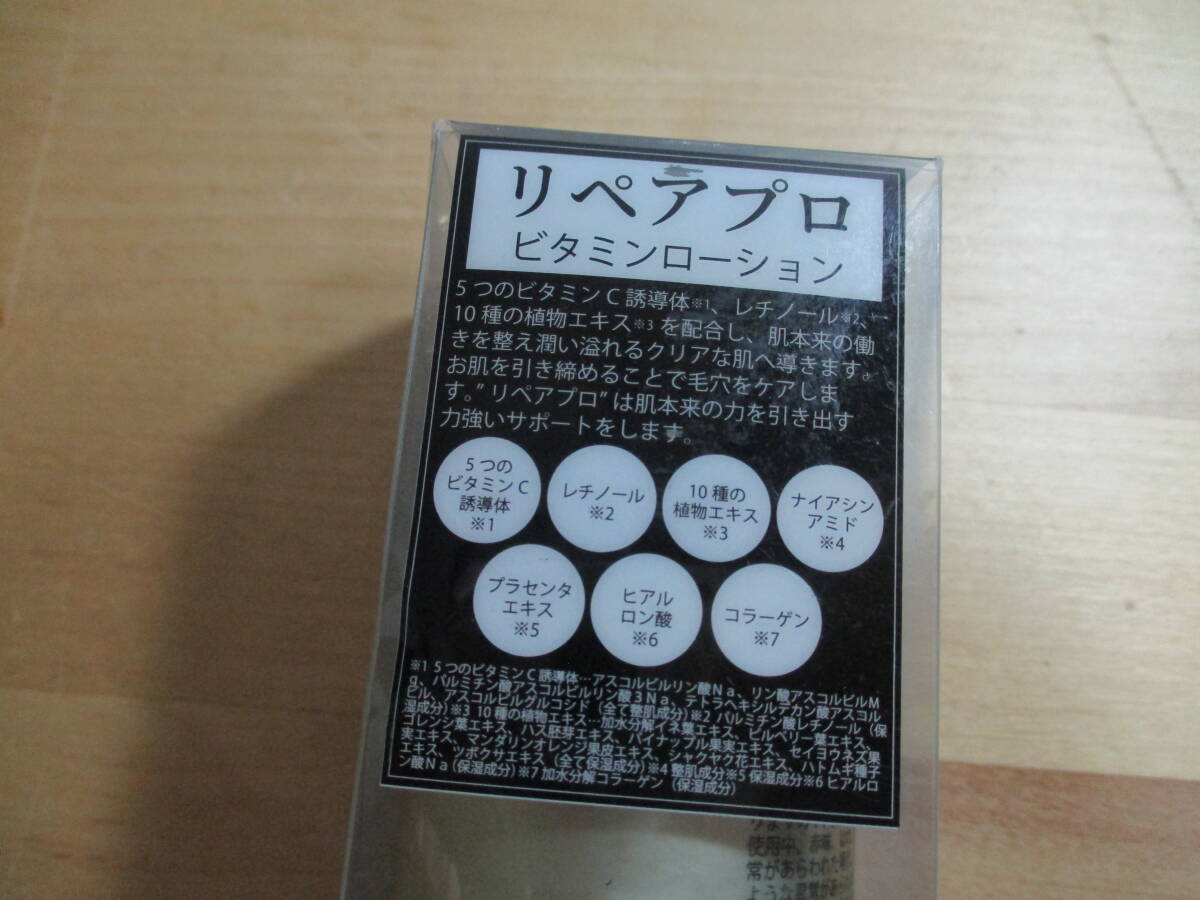 リペアプロ
ビタミンローション
5つのビタミンC誘導体※1、レチノール※2、
10種の植物エキス※3を配合し、肌本来の働
きを整え潤い溢れるクリアな肌へ導きます。
お肌を引き締めることで毛穴をケアしま
す。”リペアプロ”は肌本来の力を引き出す
力強いサポートをします。
5つの
ビタミンC
誘導体
※1
レチノール
※2
10種の
植物エキス
※3
ナイアシン
アミド
※4
プラセンタ
エキス
※5
ヒアル
ロン酸
※6
コラーゲン
※7
※1 5つのビタミンC誘導体…アスコルビルリン酸Na、リン酸アスコルビルM
g、パルミチン酸アスコルビルリン酸3Na、テトラヘキシルデカン酸アスコル
ビル、アスコルビルグルコシド（全て整肌成分）※2 パルミチン酸レチノール（保
湿成分）※3 10種の植物エキス…加水分解イネ葉エキス、ビルベリー葉エキス、
ゴレンシ葉エキス、ハス胚芽エキス、パイナップル果実エキス、セイヨウネズ果
実エキス、マンダリンオレンジ果皮エキス、シャクヤク花エキス、ハトムギ種子
エキス、ツボクサエキス（全て保湿成分）※4 整肌成分※5 保湿成分※6 ヒアルロ
ン酸Na（保湿成分）※7 加水分解コラーゲン（保湿成分）
使用中、赤味、
常があらわれた
ような異常が